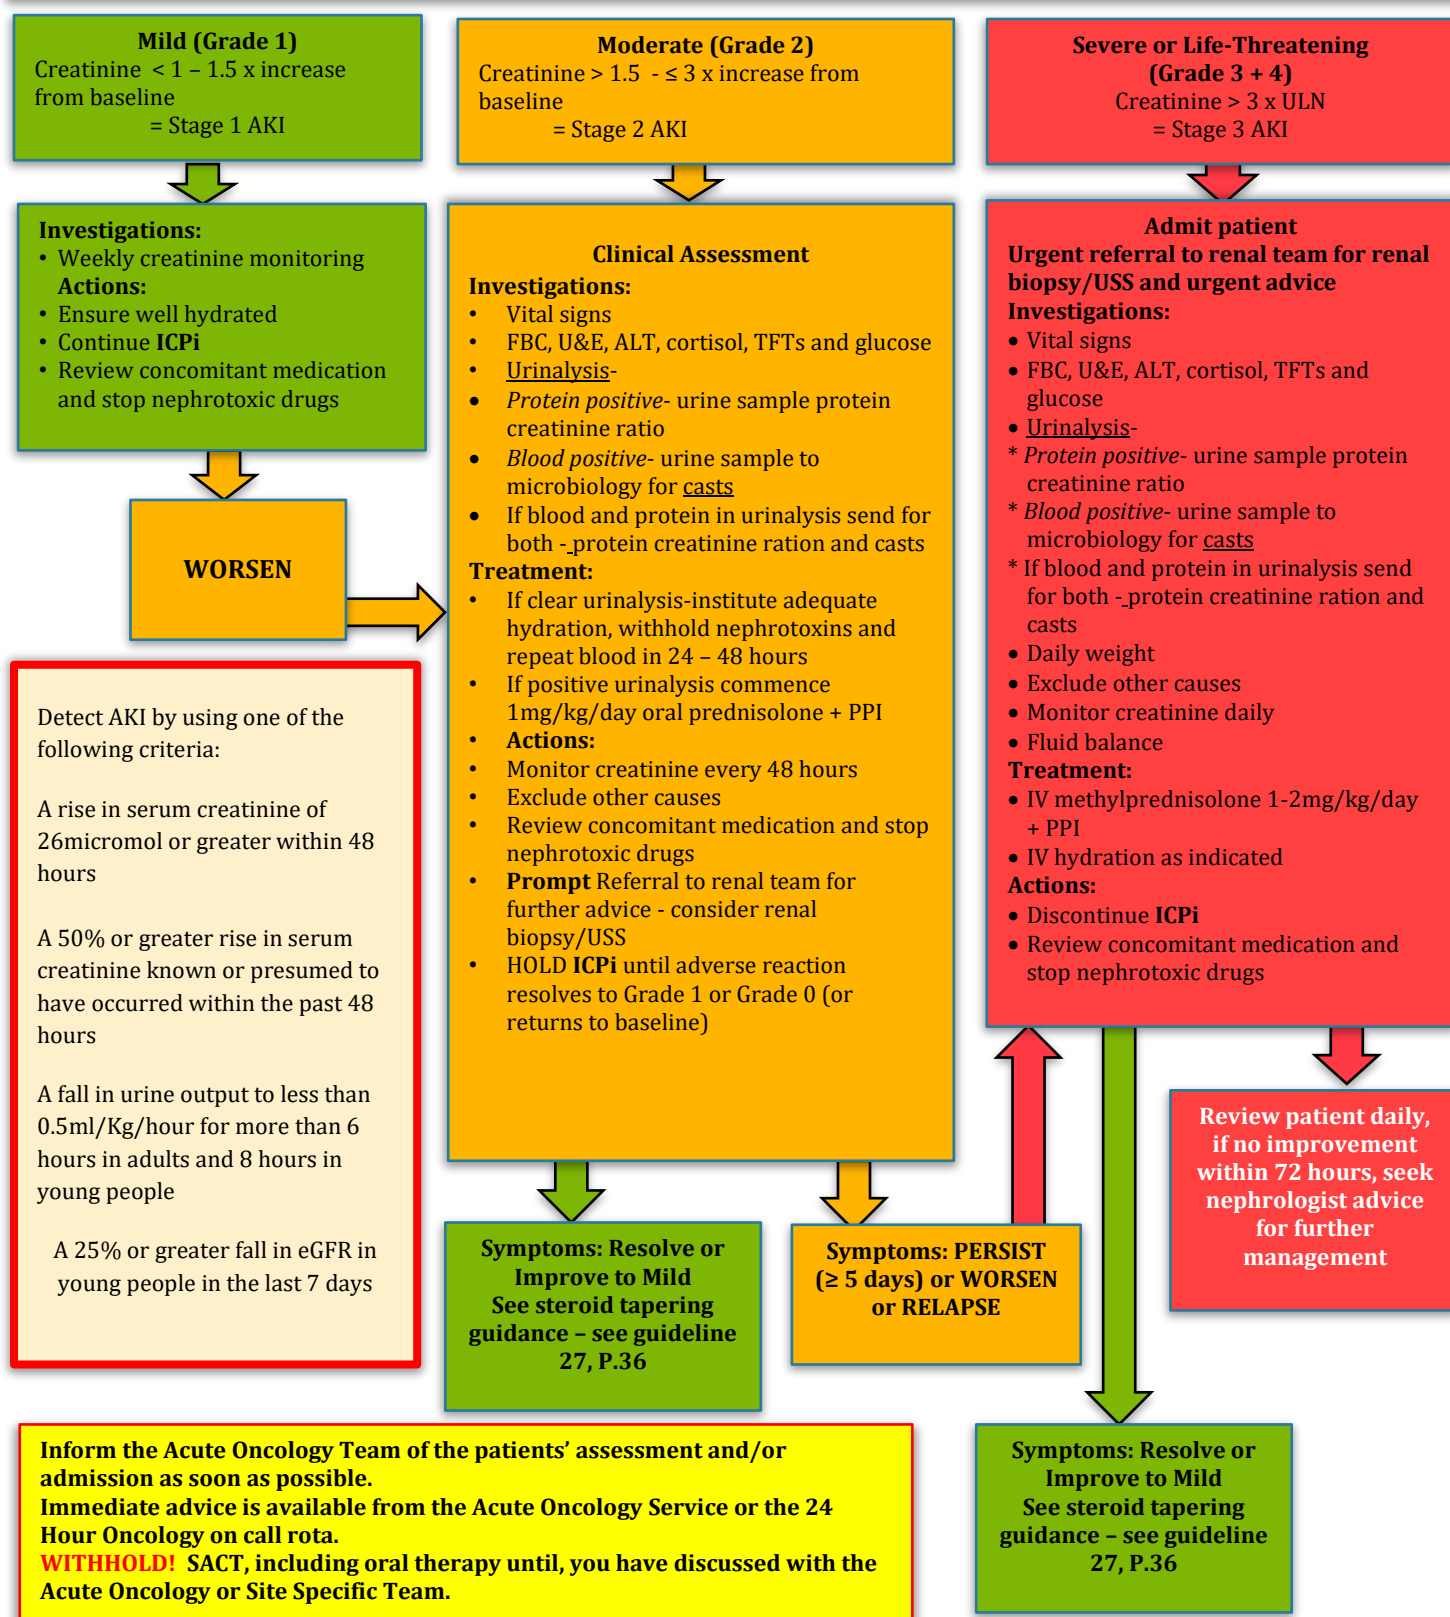 Mild (Grade 1)
Creatinine < 1 – 1.5 x increase
from baseline
= Stage 1 AKI
Moderate (Grade 2)
Creatinine > 1.5 - ≤ 3 x increase from
baseline
= Stage 2 AKI
Severe or Life-Threatening
(Grade 3 + 4)
Creatinine > 3 x ULN
= Stage 3 AKI
Investigations:
• Weekly creatinine monitoring
Actions:
• Ensure well hydrated
• Continue ICPi
• Review concomitant medication
and stop nephrotoxic drugs
WORSEN
Detect AKI by using one of the
following criteria:
A rise in serum creatinine of
26micromol or greater within 48
hours
A 50% or greater rise in serum
creatinine known or presumed to
have occurred within the past 48
hours
A fall in urine output to less than
0.5ml/Kg/hour for more than 6
hours in adults and 8 hours in
young people
A 25% or greater fall in eGFR in
young people in the last 7 days
Clinical Assessment
Investigations:
• Vital signs
• FBC, U&E, ALT, cortisol, TFTs and glucose
• Urinalysis-
• Protein positive- urine sample protein
creatinine ratio
• Blood positive- urine sample to
microbiology for casts
• If blood and protein in urinalysis send for
both - protein creatinine ration and casts
Treatment:
• If clear urinalysis-institute adequate
hydration, withhold nephrotoxins and
repeat blood in 24 – 48 hours
• If positive urinalysis commence
1mg/kg/day oral prednisolone + PPI
• Actions:
• Monitor creatinine every 48 hours
• Exclude other causes
• Review concomitant medication and stop
nephrotoxic drugs
• Prompt Referral to renal team for
further advice - consider renal
biopsy/USS
• HOLD ICPi until adverse reaction
resolves to Grade 1 or Grade 0 (or
returns to baseline)
Admit patient
Urgent referral to renal team for renal
biopsy/USS and urgent advice
Investigations:
• Vital signs
• FBC, U&E, ALT, cortisol, TFTs and
glucose
• Urinalysis-
* Protein positive- urine sample protein
creatinine ratio
* Blood positive- urine sample to
microbiology for casts
* If blood and protein in urinalysis send
for both - protein creatinine ration and
casts
• Daily weight
• Exclude other causes
• Monitor creatinine daily
• Fluid balance
Treatment:
• IV methylprednisolone 1-2mg/kg/day
+ PPI
• IV hydration as indicated
Actions:
• Discontinue ICPi
• Review concomitant medication and
stop nephrotoxic drugs
Review patient daily,
if no improvement
within 72 hours, seek
nephrologist advice
for further
management
Symptoms: Resolve or
Improve to Mild
See steroid tapering
guidance – see guideline
27, P.36
Symptoms: PERSIST
(≥ 5 days) or WORSEN
or RELAPSE
Symptoms: Resolve or
Improve to Mild
See steroid tapering
guidance – see guideline
27, P.36
Inform the Acute Oncology Team of the patients' assessment and/or
admission as soon as possible.
Immediate advice is available from the Acute Oncology Service or the 24
Hour Oncology on call rota.
WITHHOLD! SACT, including oral therapy until, you have discussed with the
Acute Oncology or Site Specific Team.